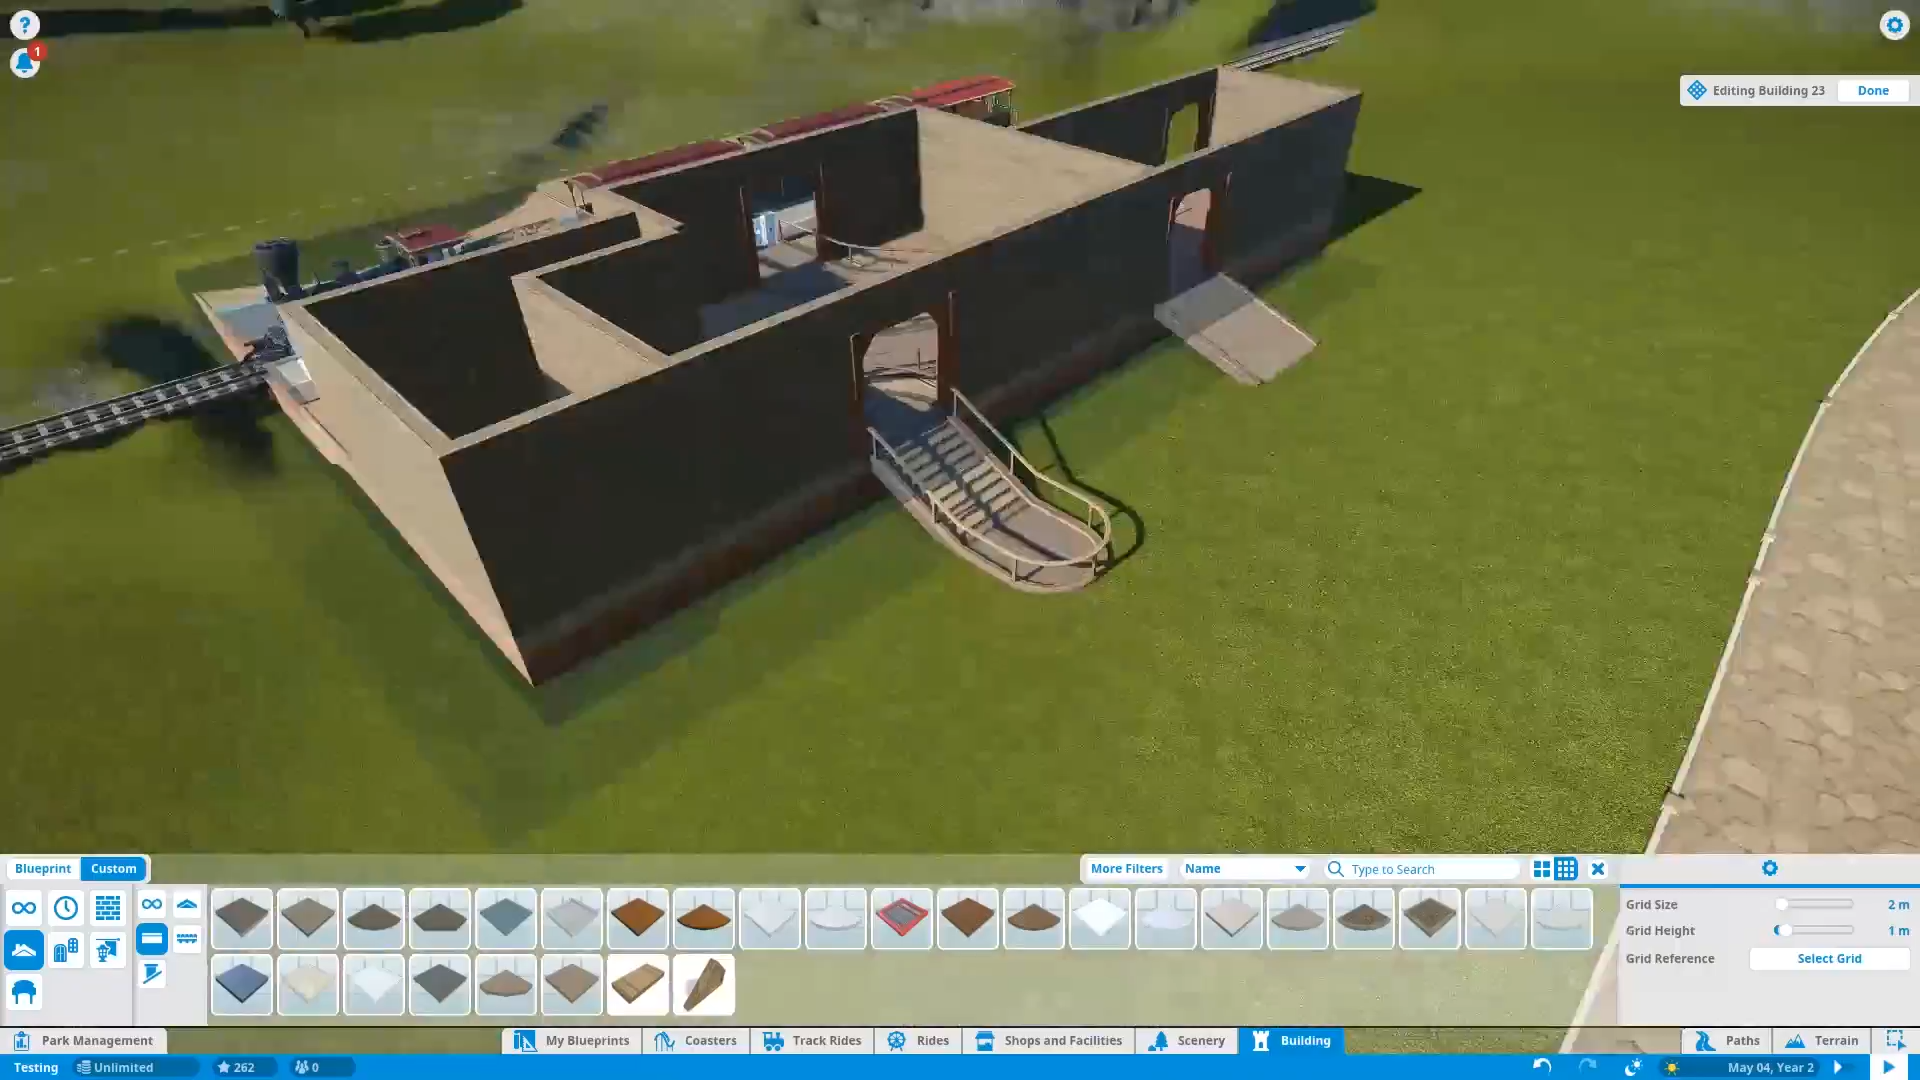 ?
1
Editing Building 23 Done
Blueprint Custom
More Filters Name Type to Search
Grid Size 2 m
Grid Height 1 m
Grid Reference Select Grid
Park Management My Blueprints Coasters Track Rides Rides Shops and Facilities Scenery Building Paths Terrain
Testing Unlimited 262 0 May 04, Year 2